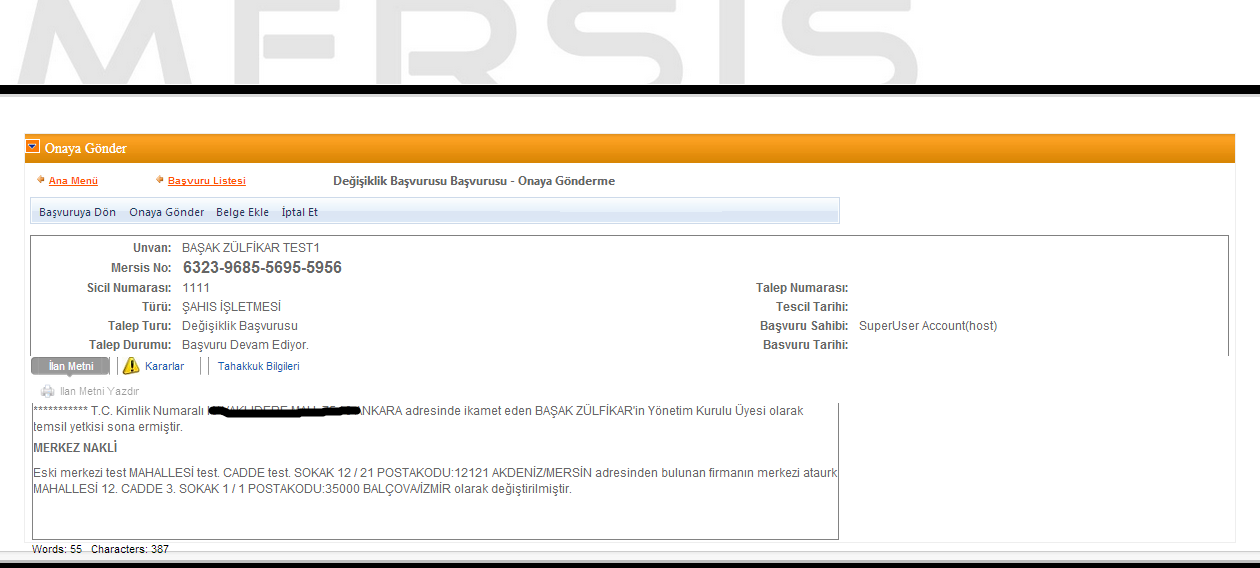 MERSIS
Onaya Gönder
Ana Menü Başvuru Listesi Değişiklik Başvurusu Başvurusu - Onaya Gönderme
Başvuruya Dön Onaya Gönder Belge Ekle İptal Et
Unvan: BAŞAK ZÜLFİKAR TEST1
Mersis No: 6323-9685-5695-5956
Sicil Numarası: 1111 Talep Numarası:
Türü: ŞAHIS İŞLETMESİ Tescil Tarihi:
Talep Turu: Değişiklik Başvurusu Başvuru Sahibi: SuperUser Account(host)
Talep Durumu: Başvuru Devam Ediyor. Basvuru Tarihi:
İlan Metni Kararlar Tahakkuk Bilgileri
Ilan Metni Yazdır
*********** T.C. Kimlik Numaralı ANKARA adresinde ikamet eden BAŞAK ZÜLFİKAR'in Yönetim Kurulu Üyesi olarak
temsil yetkisi sona ermiştir.
MERKEZ NAKLİ
Eski merkezi test MAHALLESİ test. CADDE test. SOKAK 12 / 21 POSTAKODU:12121 AKDENİZ/MERSİN adresinden bulunan firmanın merkezi ataurk
MAHALLESİ 12. CADDE 3. SOKAK 1 / 1 POSTAKODU:35000 BALÇOVA/İZMİR olarak değiştirilmiştir.
Words: 55 Characters: 387